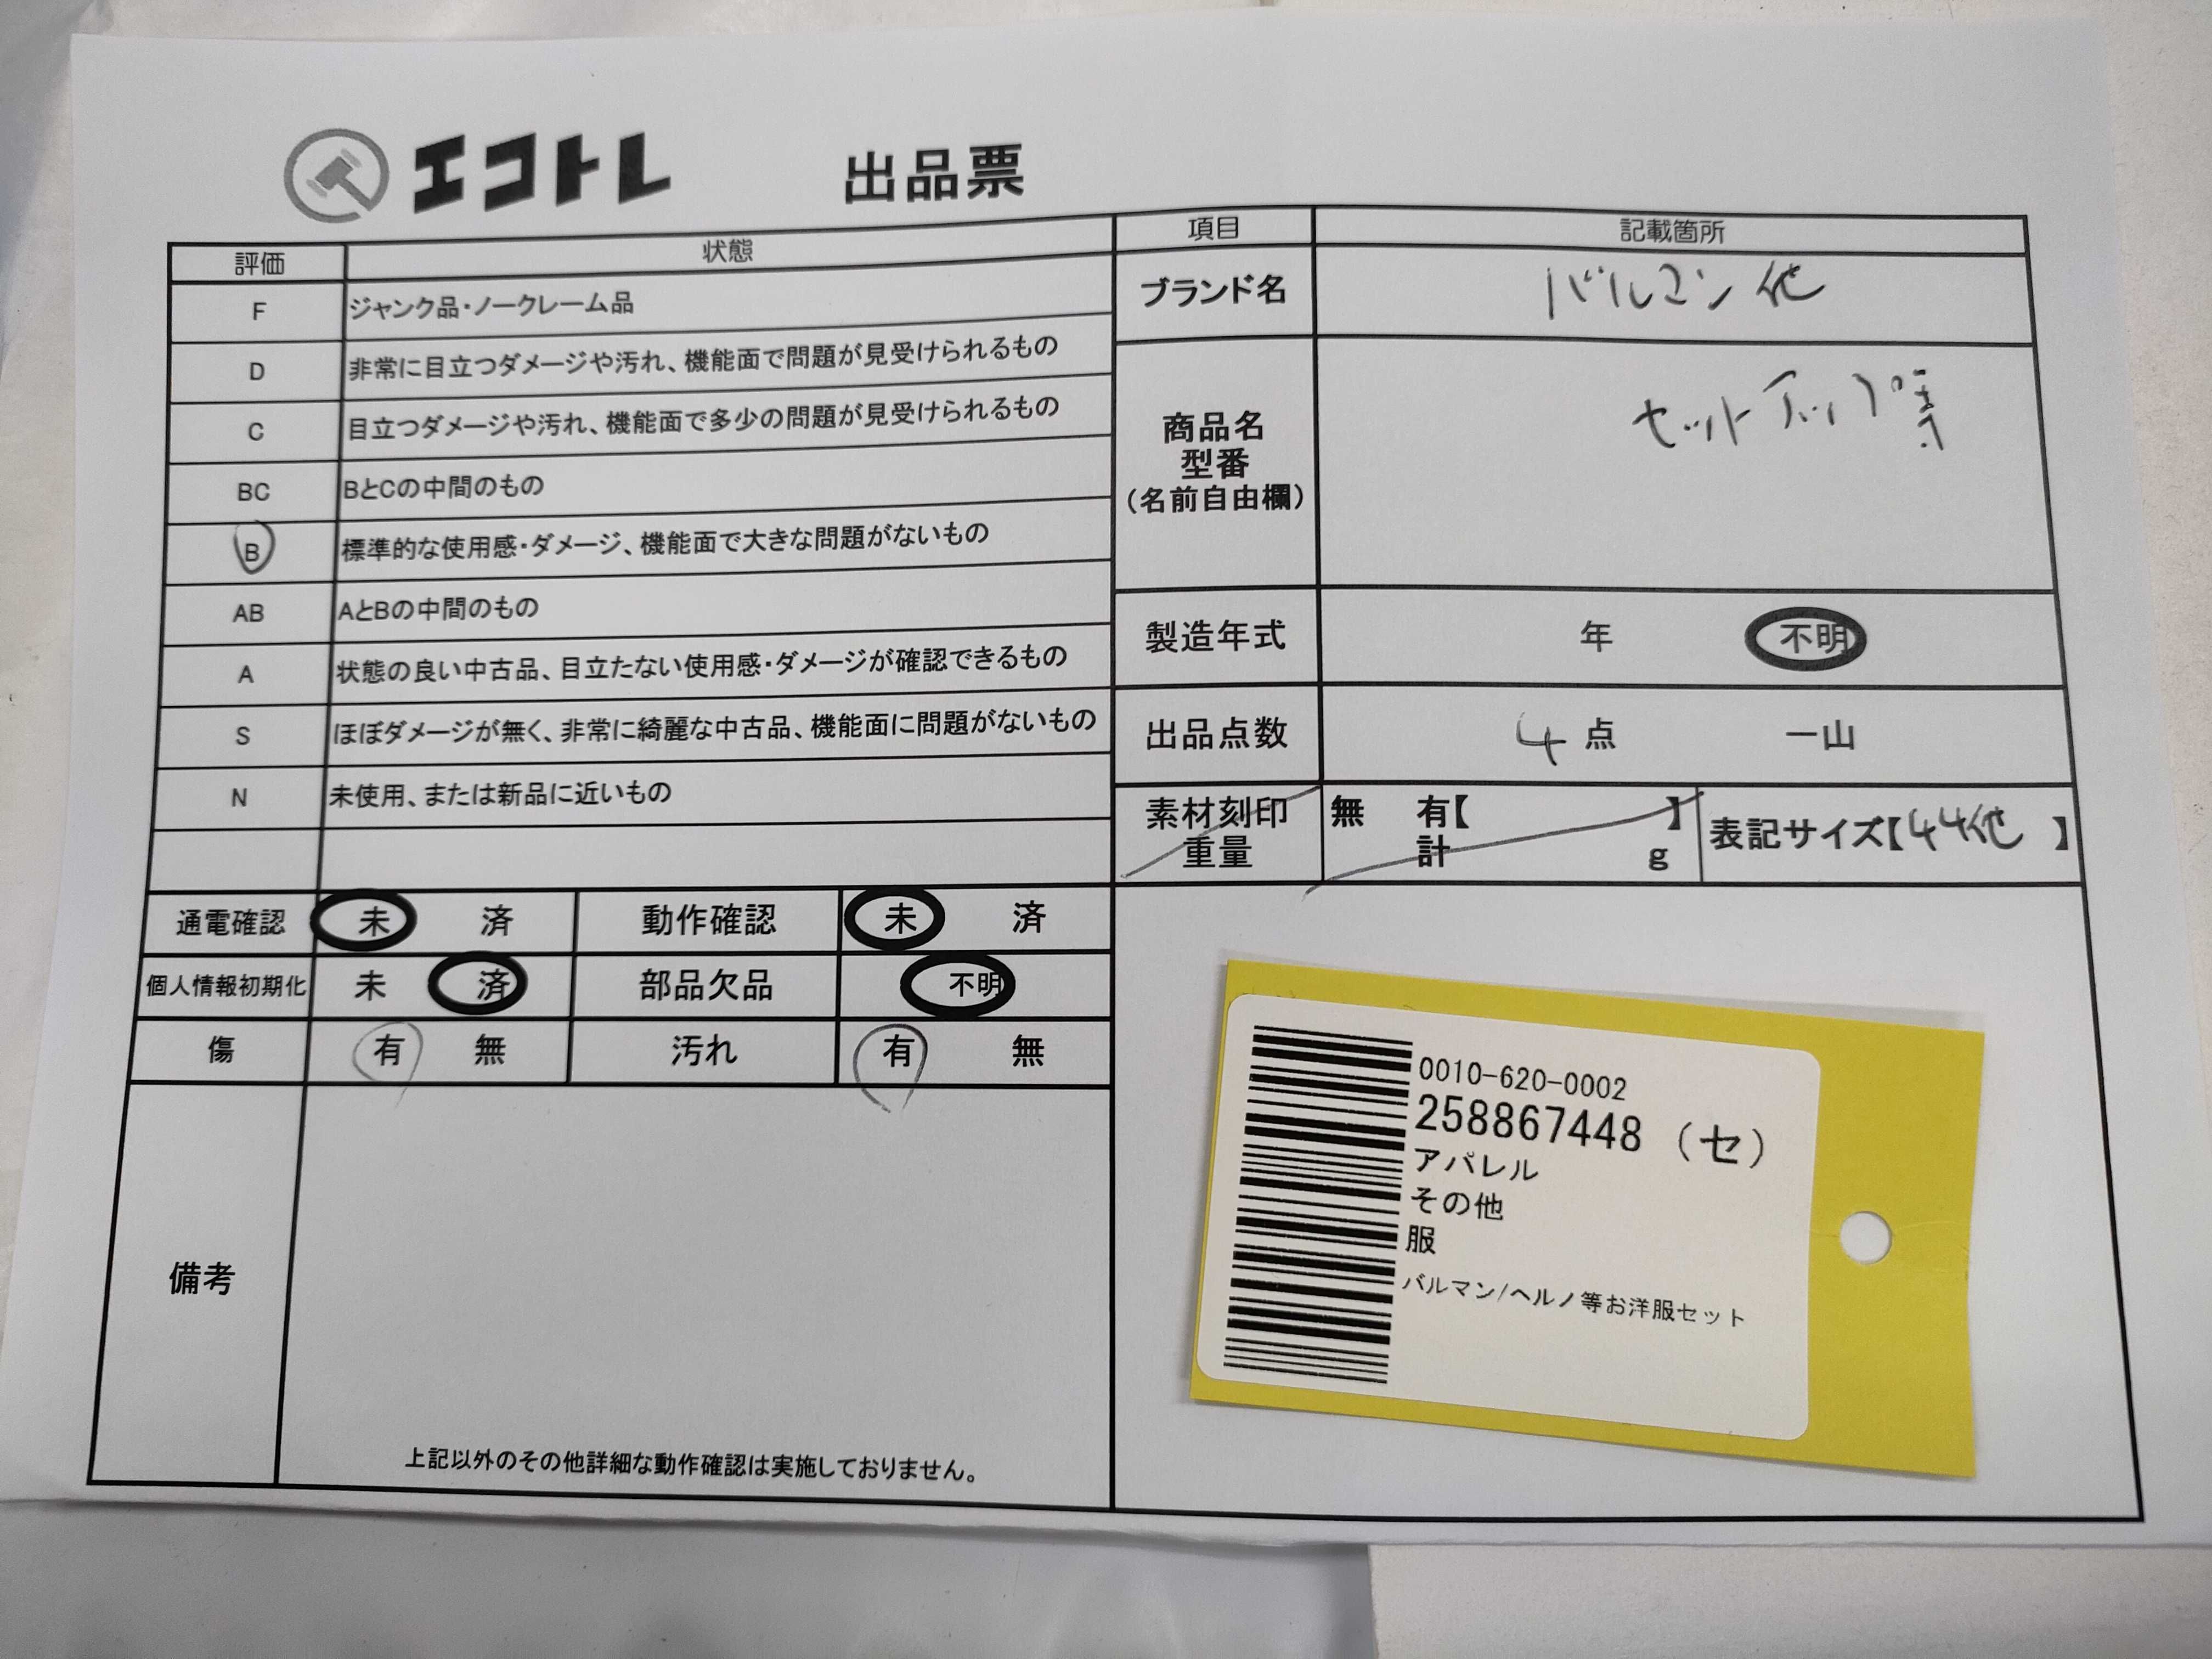 エコトレ 出品票
評価 状態
F ジャンク品・ノークレーム品
D 非常に目立つダメージや汚れ、機能面で問題が見受けられるもの
C 目立つダメージや汚れ、機能面で多少の問題が見受けられるもの
BC BとCの中間のもの
B 標準的な使用感・ダメージ、機能面で大きな問題がないもの
AB AとBの中間のもの
A 状態の良い中古品、目立たない使用感・ダメージが確認できるもの
S ほぼダメージが無く、非常に綺麗な中古品、機能面に問題がないもの
N 未使用、または新品に近いもの
通電確認 未 済 動作確認 未 済
個人情報初期化 未 済 部品欠品 不明
傷 有 無 汚れ 有 無
備考
上記以外のその他詳細な動作確認は実施しておりません。
項目 記載箇所
ブランド名 バルマン他
商品名
型番
(名前自由欄)
セットアップ等
製造年式 年 不明
出品点数 4点 一山
素材刻印 無 有【 】
重量 計 g
表記サイズ【44他 】
0010-620-0002
258867448 (セ)
アパレル
その他
服
バルマン/ヘルノ等お洋服セット